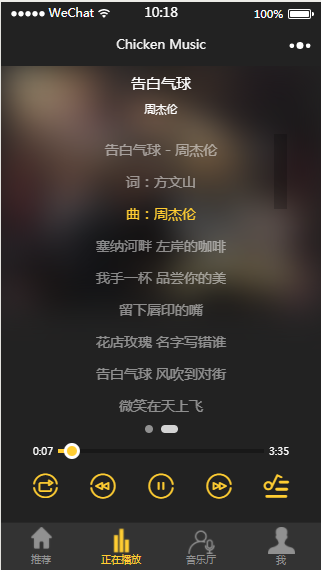 ●●●●● WeChat 10:18 100%
Chicken Music
告白气球
周杰伦
告白气球 - 周杰伦
词：方文山
曲：周杰伦
塞纳河畔 左岸的咖啡
我手一杯 品尝你的美
留下唇印的嘴
花店玫瑰 名字写错谁
告白气球 风吹到对街
微笑在天上飞
0:07 3:35
推荐 正在播放 音乐厅 我